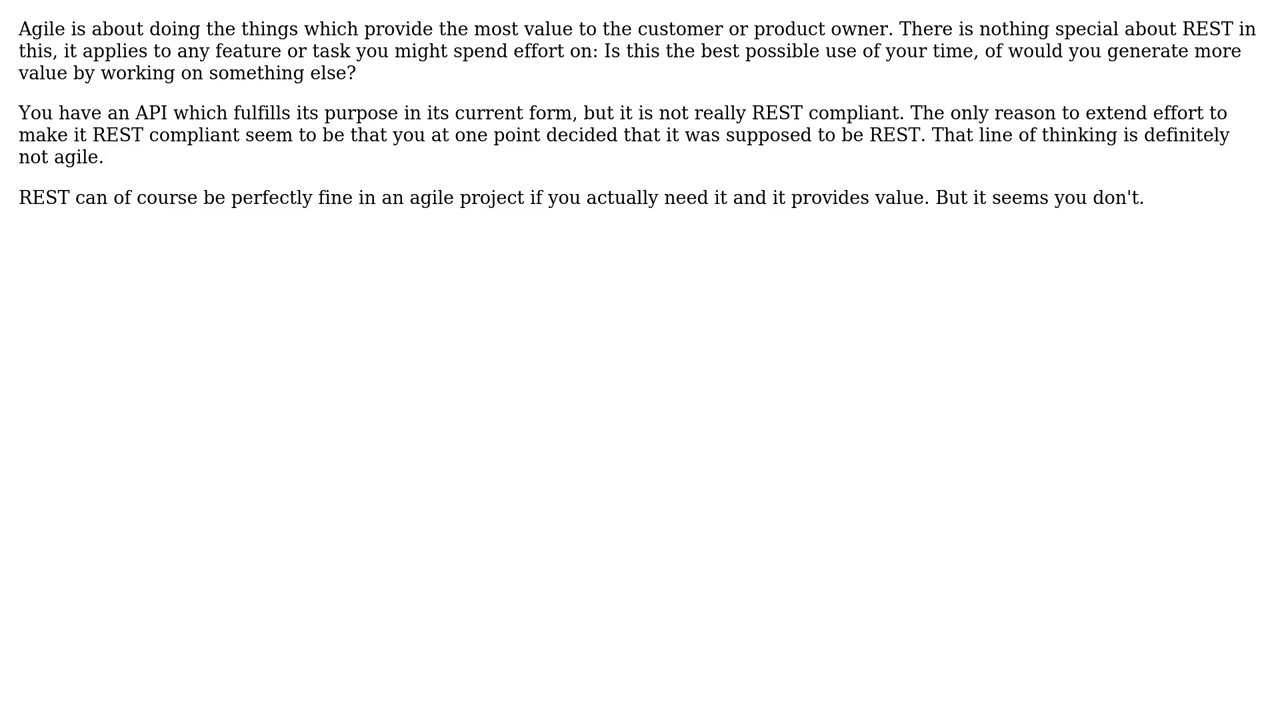 Agile is about doing the things which provide the most value to the customer or product owner. There is nothing special about REST in
this, it applies to any feature or task you might spend effort on: Is this the best possible use of your time, of would you generate more
value by working on something else?
You have an API which fulfills its purpose in its current form, but it is not really REST compliant. The only reason to extend effort to
make it REST compliant seem to be that you at one point decided that it was supposed to be REST. That line of thinking is definitely
not agile.
REST can of course be perfectly fine in an agile project if you actually need it and it provides value. But it seems you don't.